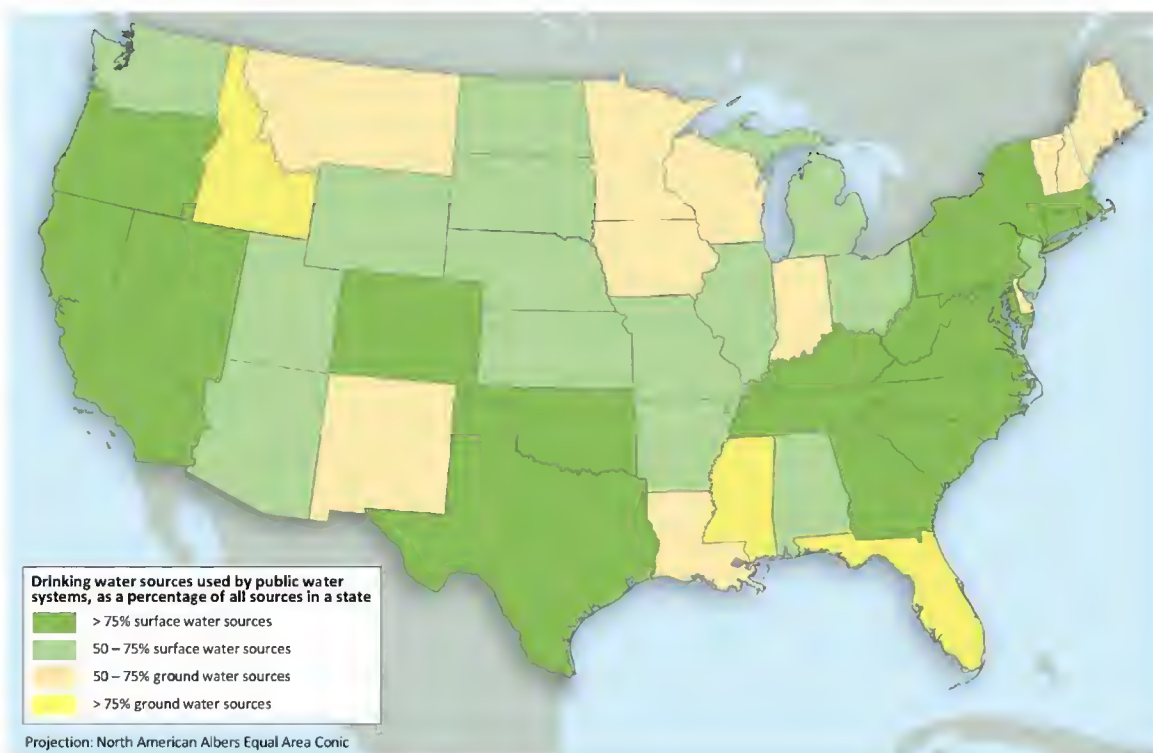 Drinking water sources used by public water
systems, as a percentage of all sources in a state
> 75% surface water sources
50 – 75% surface water sources
50 – 75% ground water sources
> 75% ground water sources
Projection: North American Albers Equal Area Conic